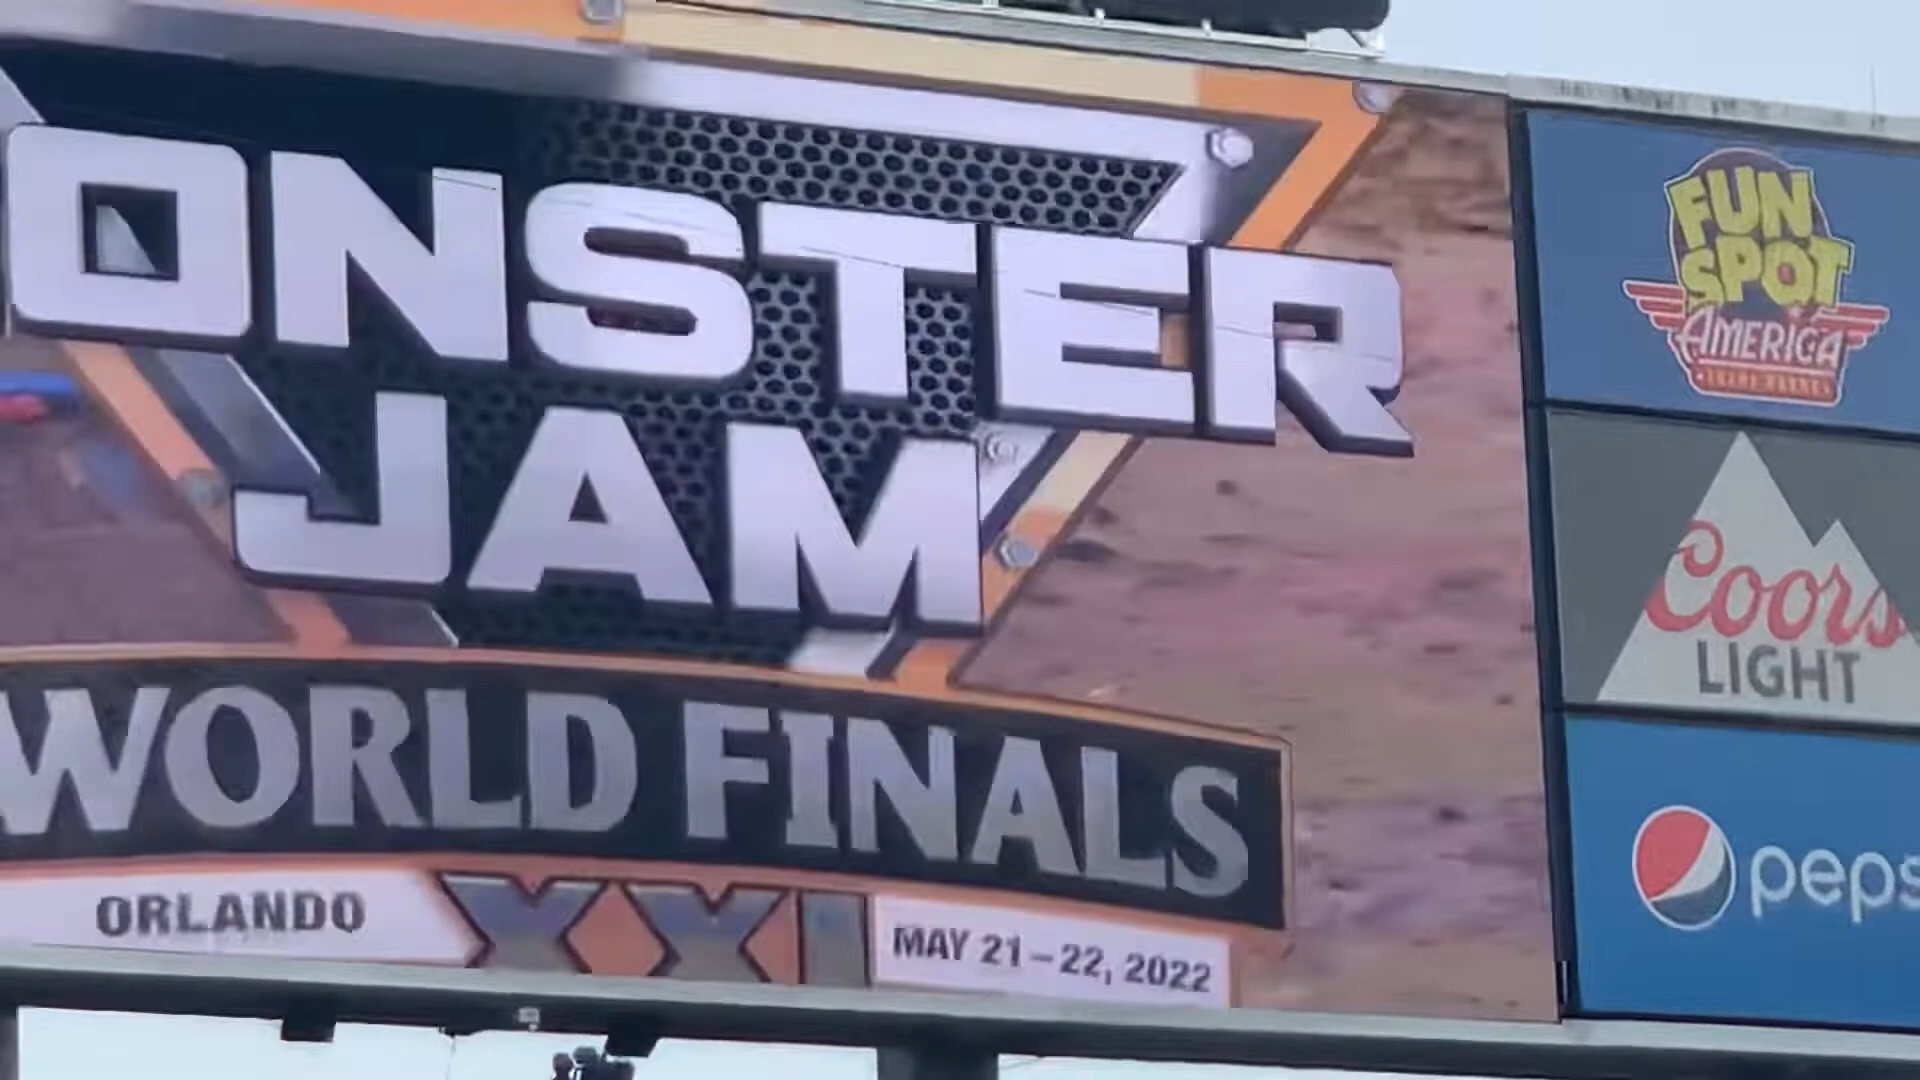 ONSTER
JAM
WORLD FINALS
ORLANDO
XXI
MAY 21–22, 2022
FUN
SPOT
AMERICA
Coors
LIGHT
peps